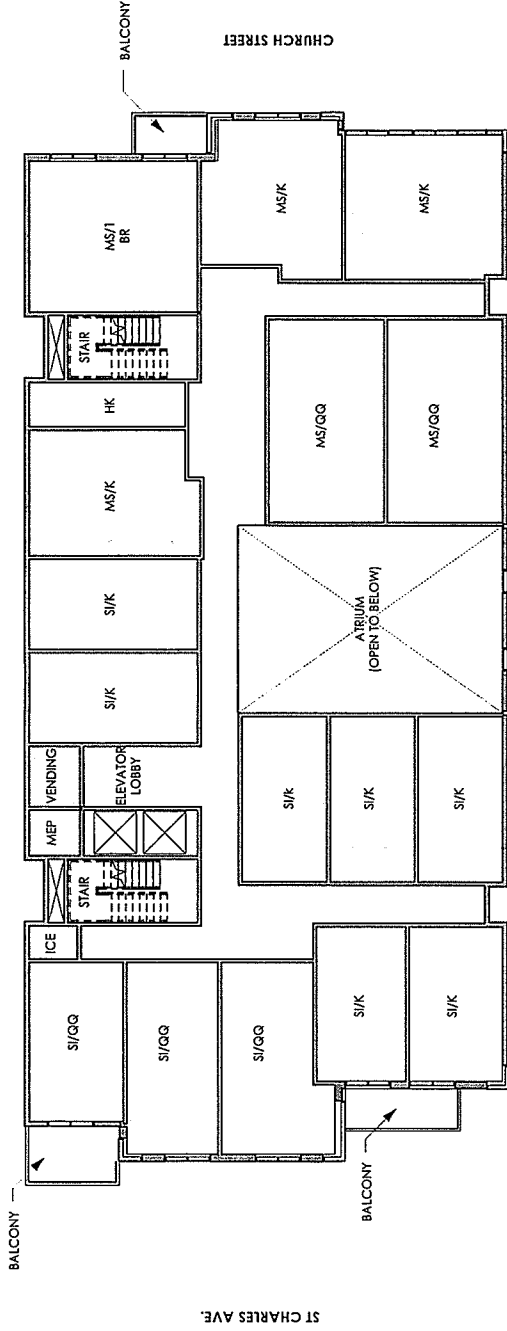 ST CHARLES AVE.
CHURCH STREET
BALCONY
BALCONY
BALCONY
SI/QQ
SI/QQ
SI/QQ
SI/K
SI/K
ICE
STAIR
MEP
VENDING
ELEVATOR
LOBBY
SI/K
SI/K
MS/K
HK
STAIR
MS/1
BR
SI/K
SI/K
SI/K
ATRIUM
(OPEN TO BELOW)
MS/QQ
MS/QQ
MS/K
MS/K